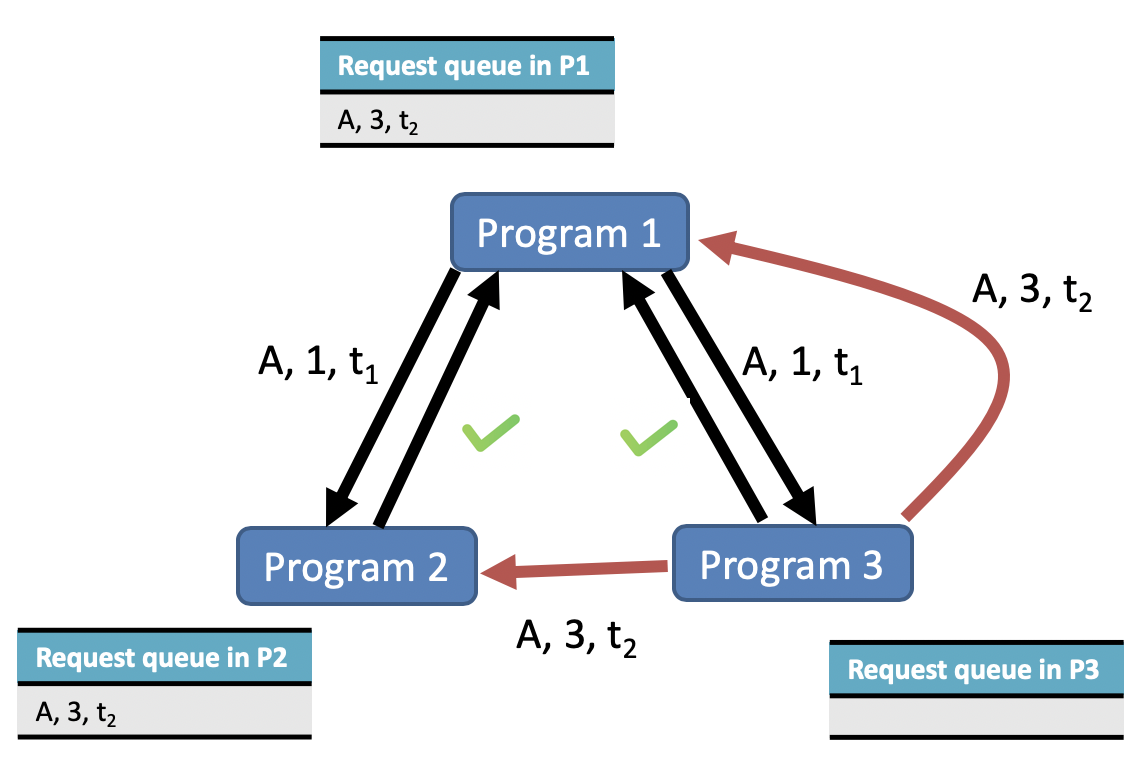 Request queue in P1
A, 3, t₂
Program 1
A, 3, t₂
A, 1, t₁
A, 1, t₁
Program 2
Program 3
A, 3, t₂
Request queue in P2
A, 3, t₂
Request queue in P3